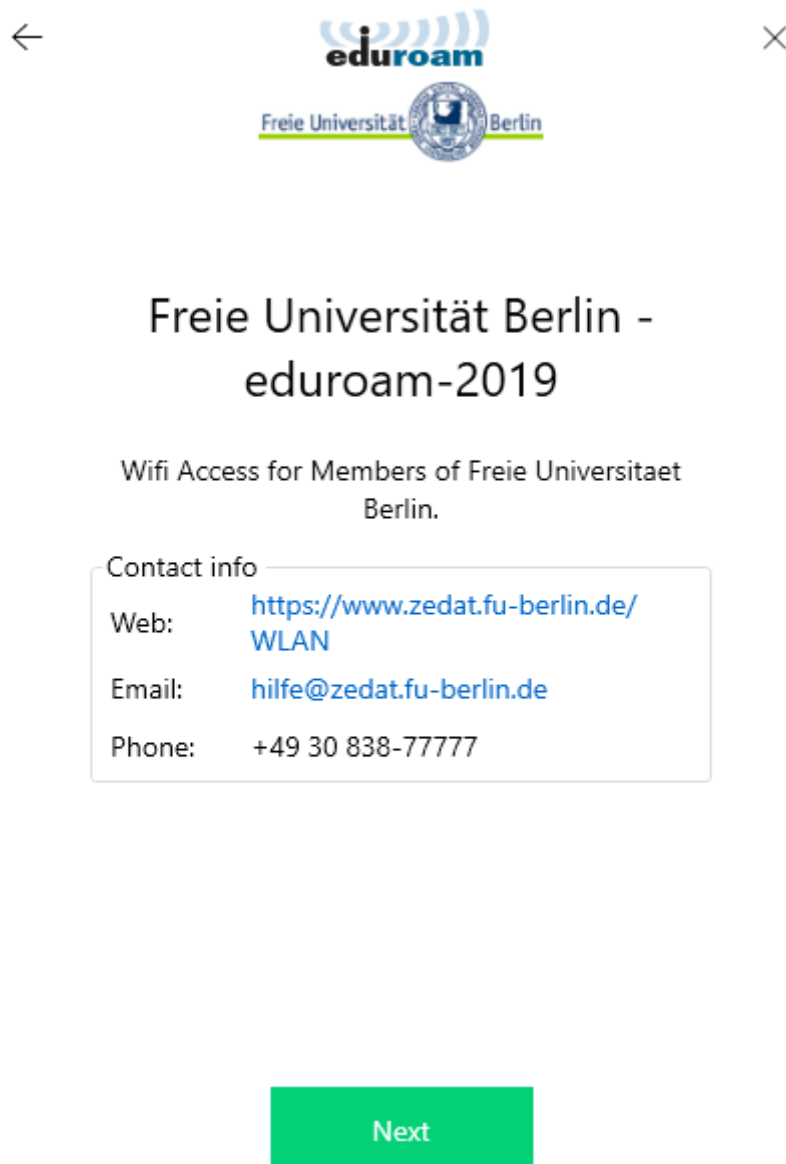 eduroam
Freie Universität Berlin
Freie Universität Berlin -
eduroam-2019
Wifi Access for Members of Freie Universitaet
Berlin.
Contact info
Web: https://www.zedat.fu-berlin.de/
WLAN
Email: hilfe@zedat.fu-berlin.de
Phone: +49 30 838-77777
Next